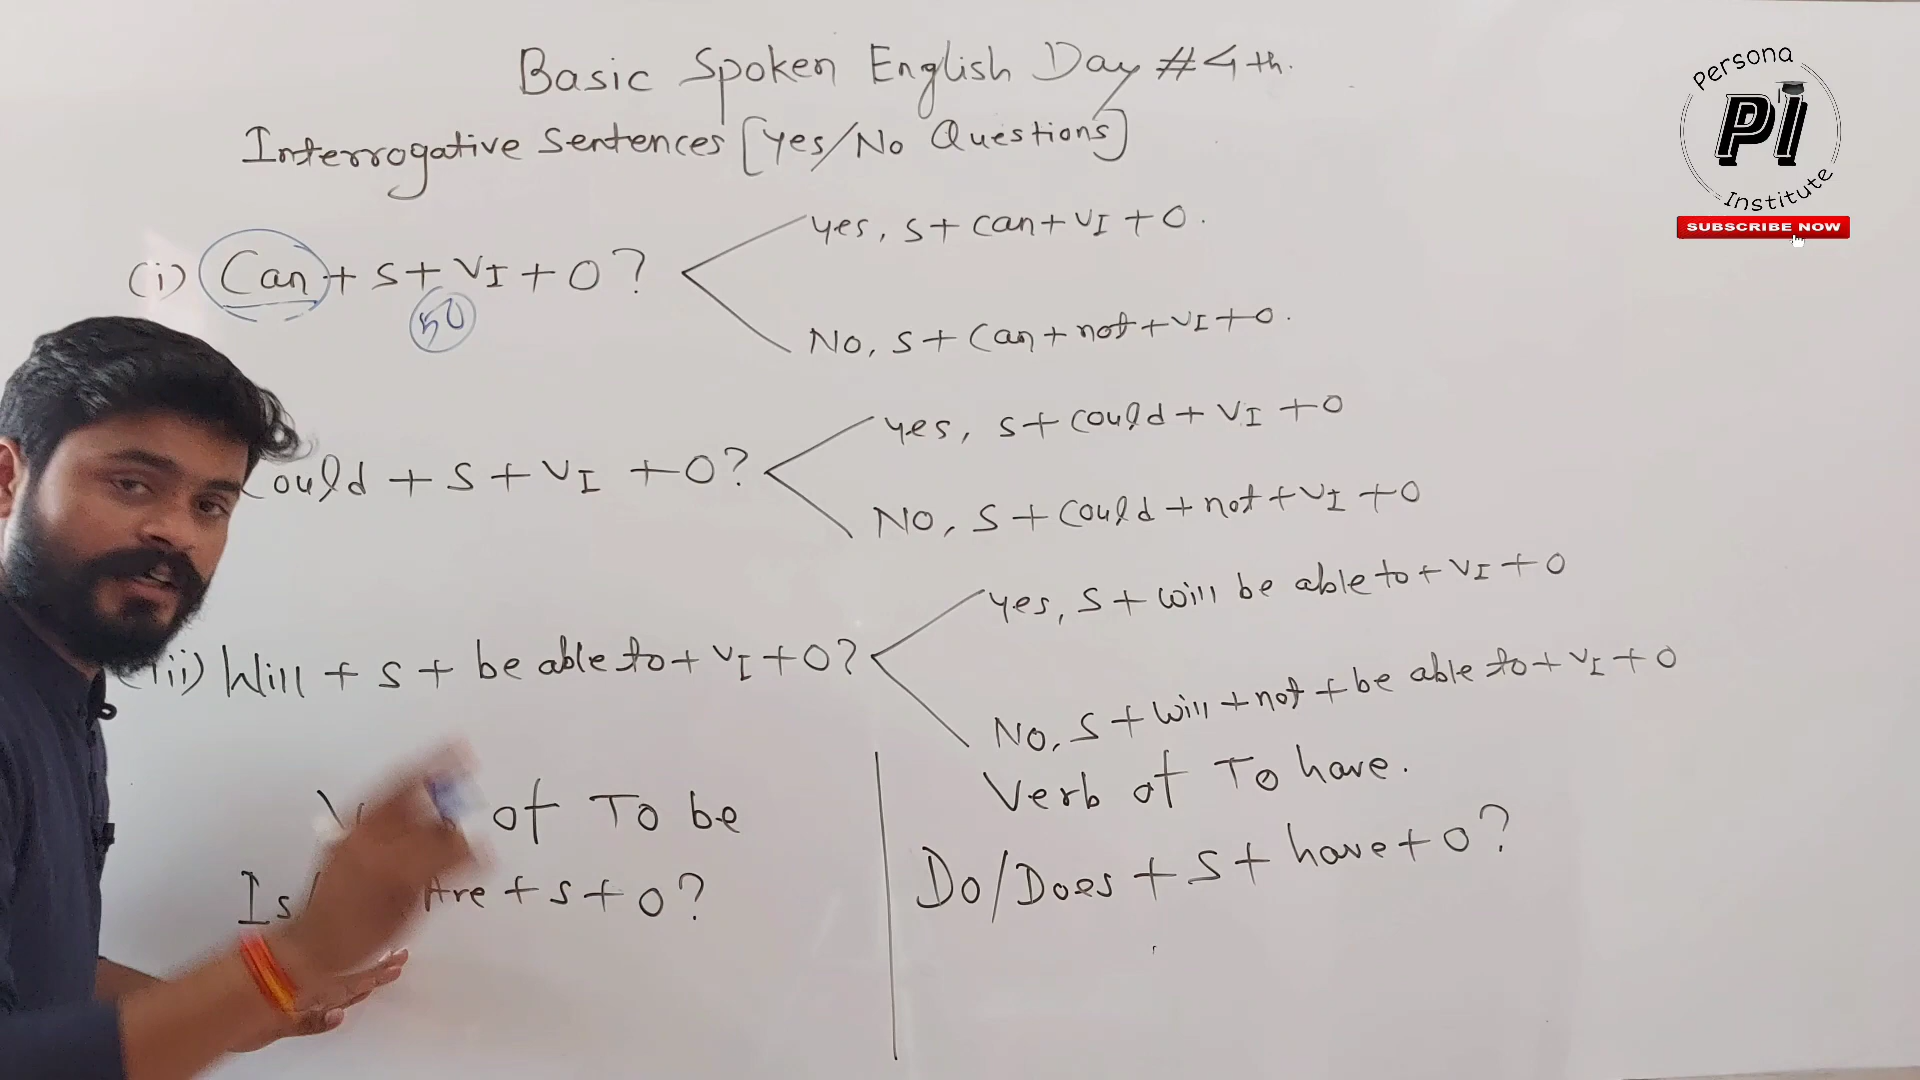 Basic Spoken English Day #4th.
Interrogative Sentences [Yes/No Questions]
Persona
PI
Institute
SUBSCRIBE NOW
(i) Can + S + VI + O?
50
Yes, S + Can + VI + O.
No, S + Can + not + VI + O.
Could + S + VI + O?
Yes, S + Could + VI + O
No, S + Could + not + VI + O
(iii) Will + S + be able to + VI + O?
Yes, S + Will be able to + VI + O
No, S + Will + not + be able to + VI + O
of To be
Is/ Are + S + O?
Verb of To have.
Do/Does + S + have + O?